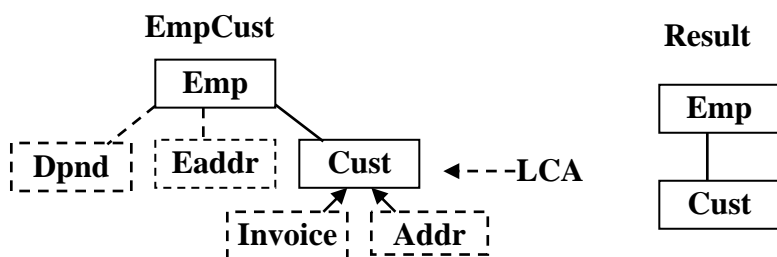 EmpCust
Result
Emp
Emp
Dpnd
Eaddr
Cust
LCA
Cust
Invoice
Addr